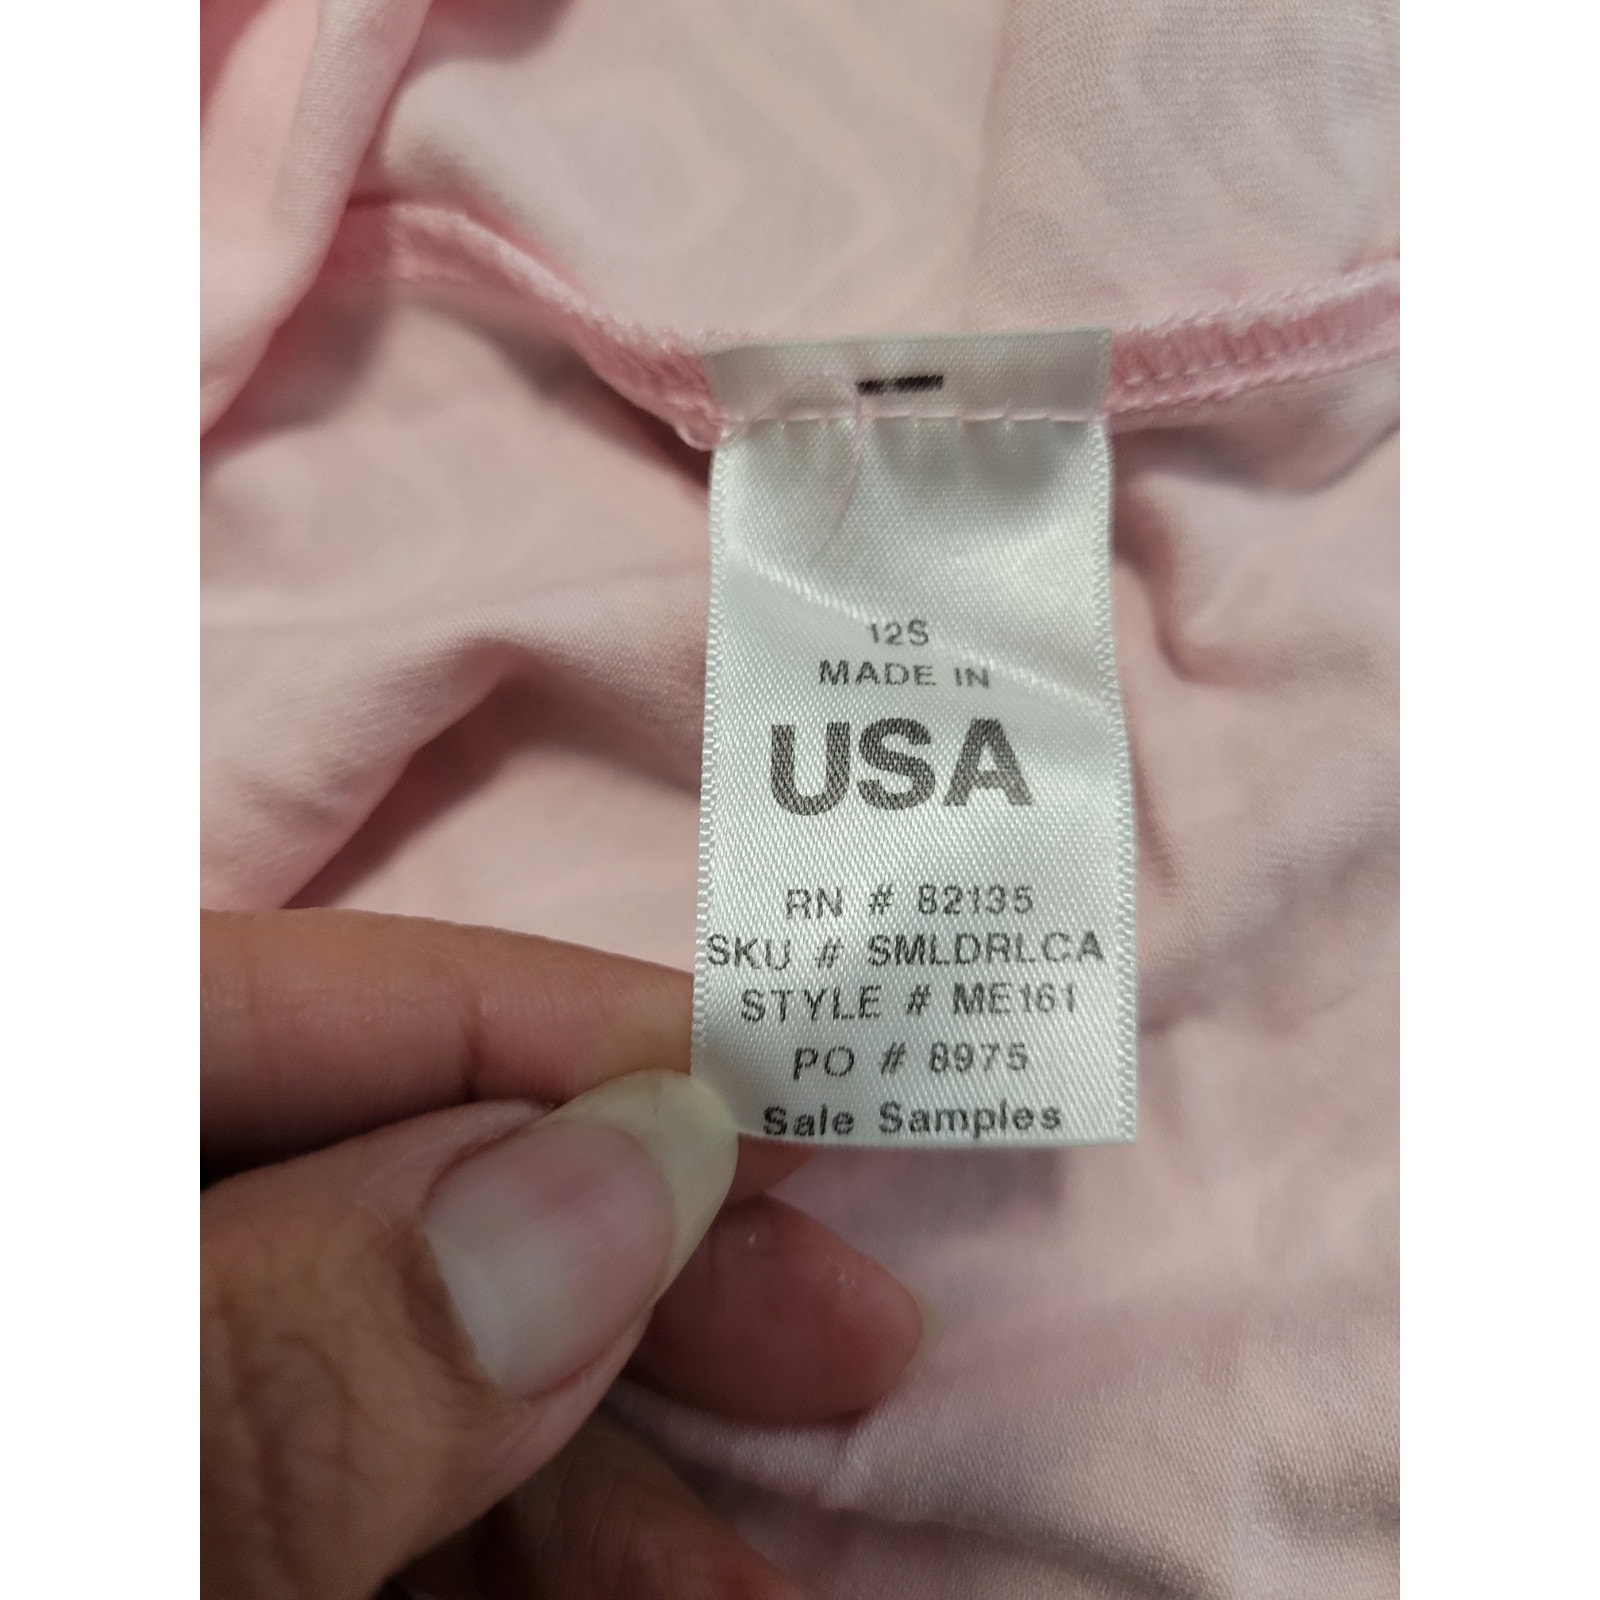 12S
MADE IN
USA
RN # 82135
SKU # SMLDRLCA
STYLE # ME161
PO # 8975
Sale Samples